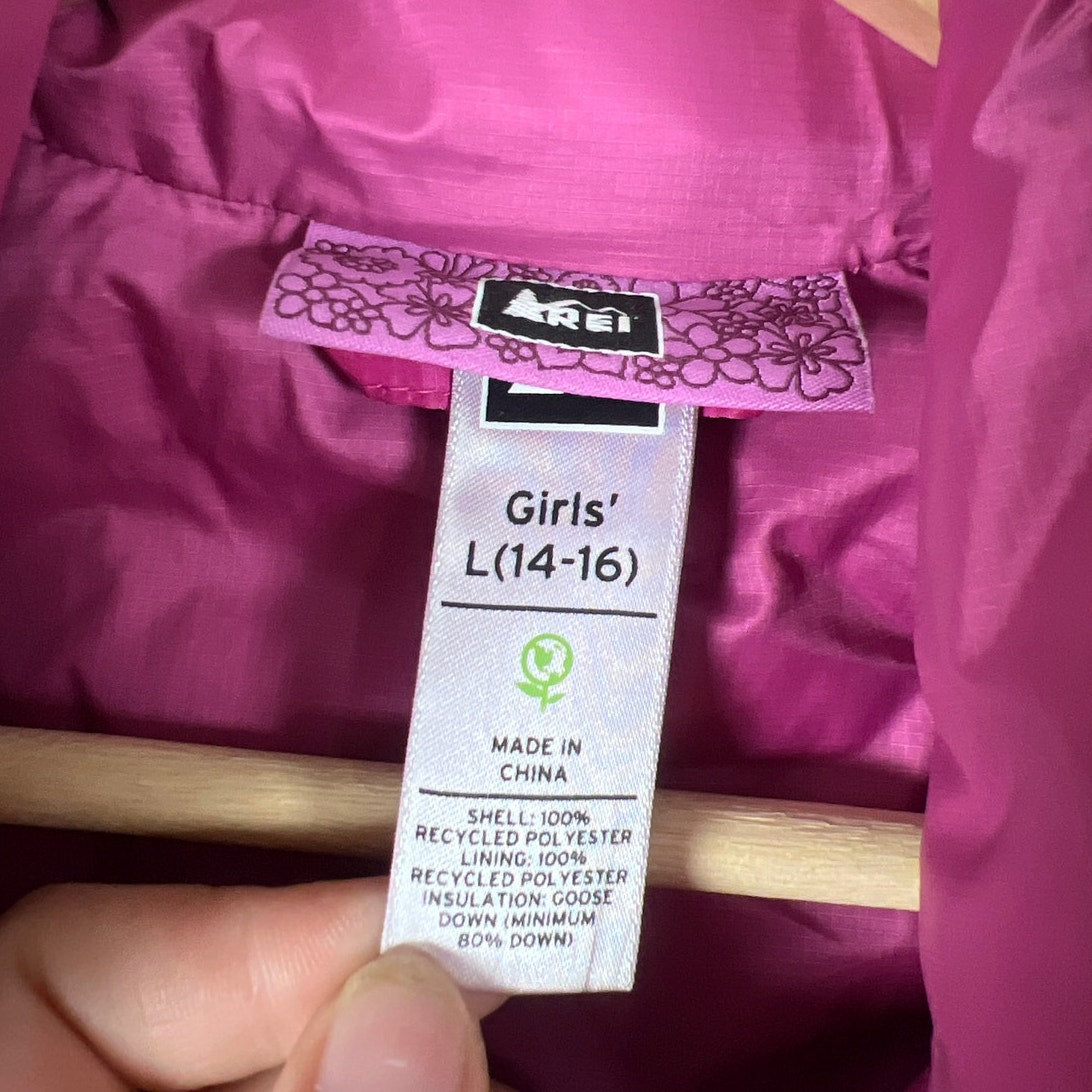 REI
Girls'
L(14-16)
MADE IN
CHINA
SHELL: 100%
RECYCLED POLYESTER
LINING: 100%
RECYCLED POLYESTER
INSULATION: GOOSE
DOWN (MINIMUM
80% DOWN)